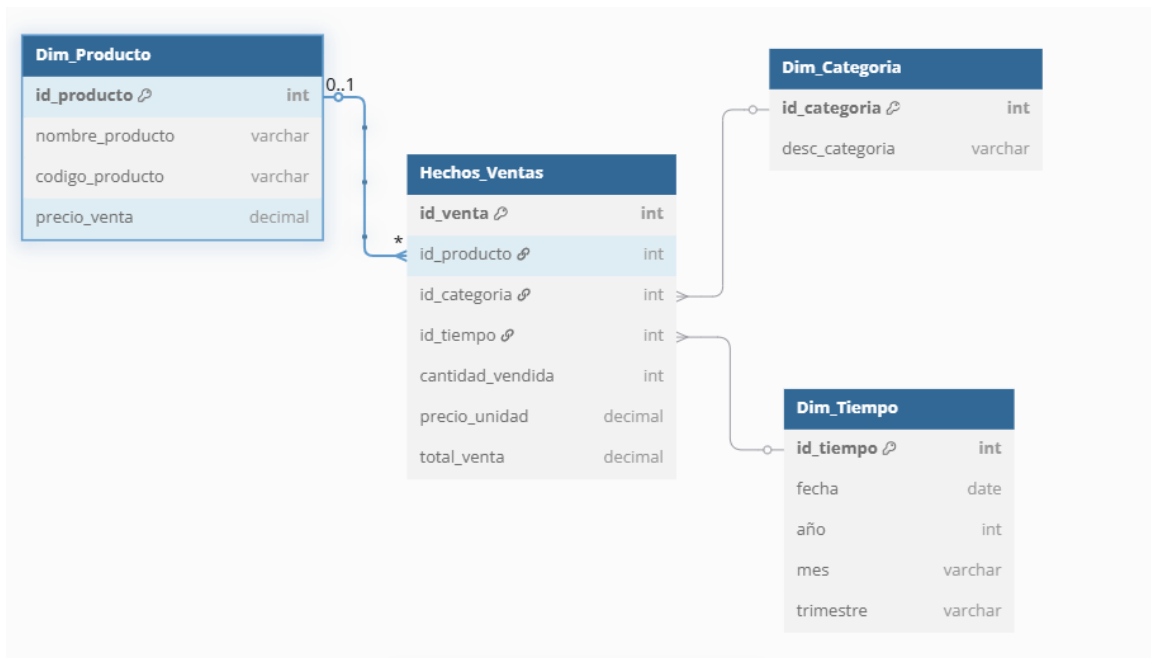 Dim_Producto
id_producto int
nombre_producto varchar
codigo_producto varchar
precio_venta decimal
0..1
*
Hechos_Ventas
id_venta int
id_producto int
id_categoria int
id_tiempo int
cantidad_vendida int
precio_unidad decimal
total_venta decimal
Dim_Categoria
id_categoria int
desc_categoria varchar
Dim_Tiempo
id_tiempo int
fecha date
año int
mes varchar
trimestre varchar